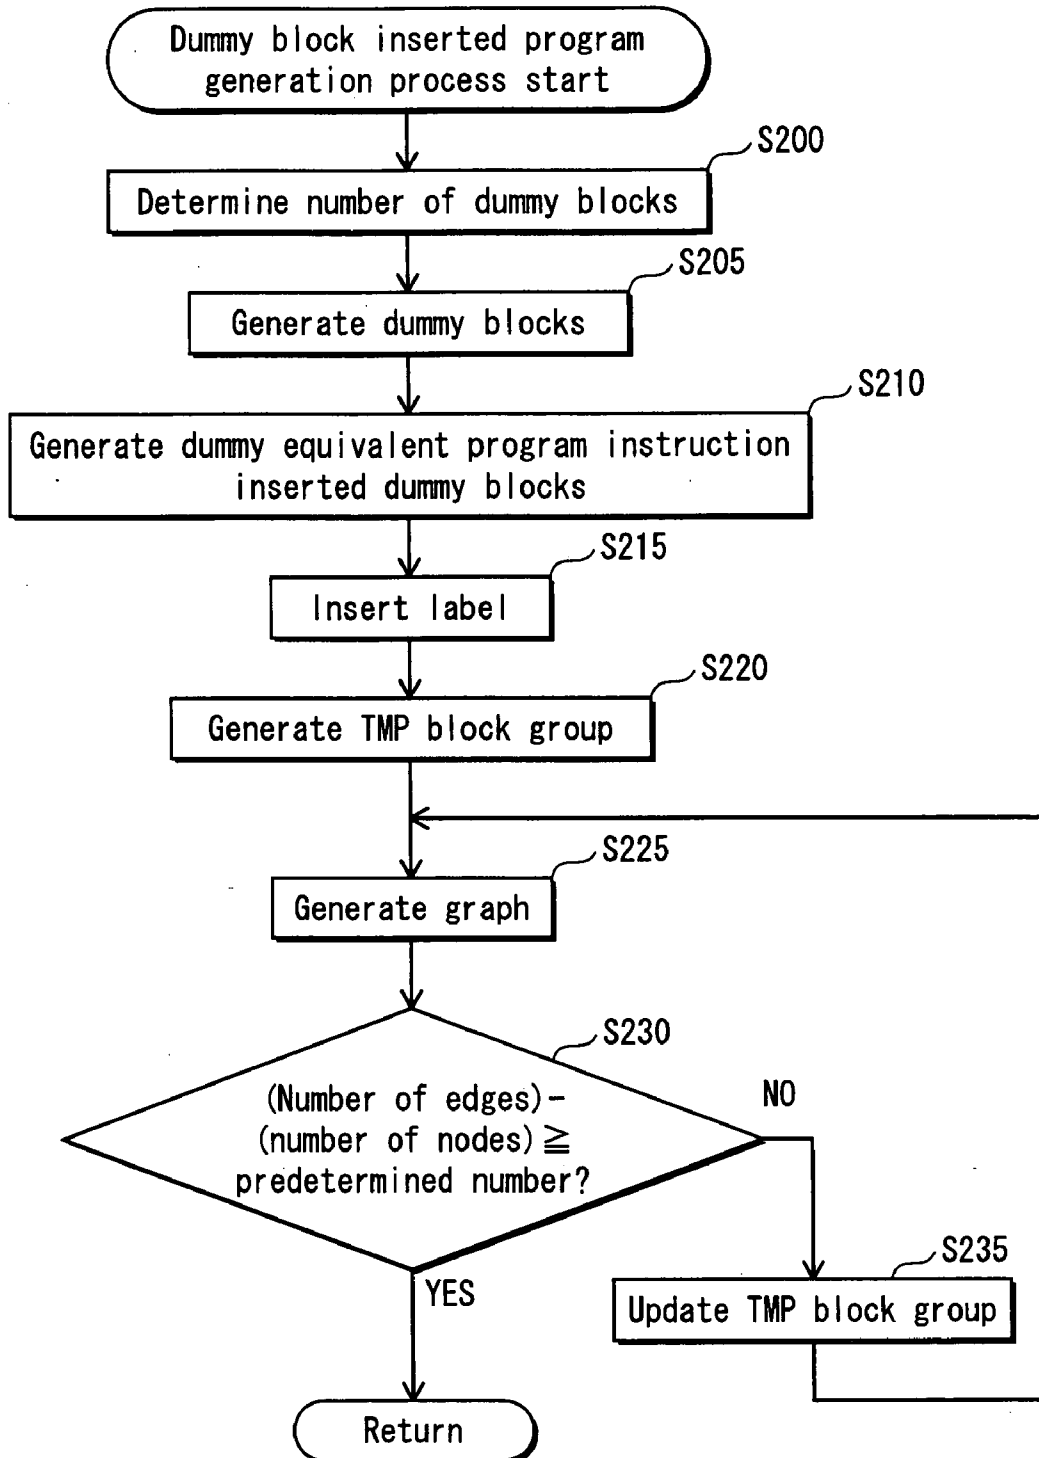 Dummy block inserted program
generation process start
S200
Determine number of dummy blocks
S205
Generate dummy blocks
S210
Generate dummy equivalent program instruction
inserted dummy blocks
S215
Insert label
S220
Generate TMP block group
S225
Generate graph
S230
(Number of edges)-
(number of nodes)≧
predetermined number?
NO
YES
S235
Update TMP block group
Return